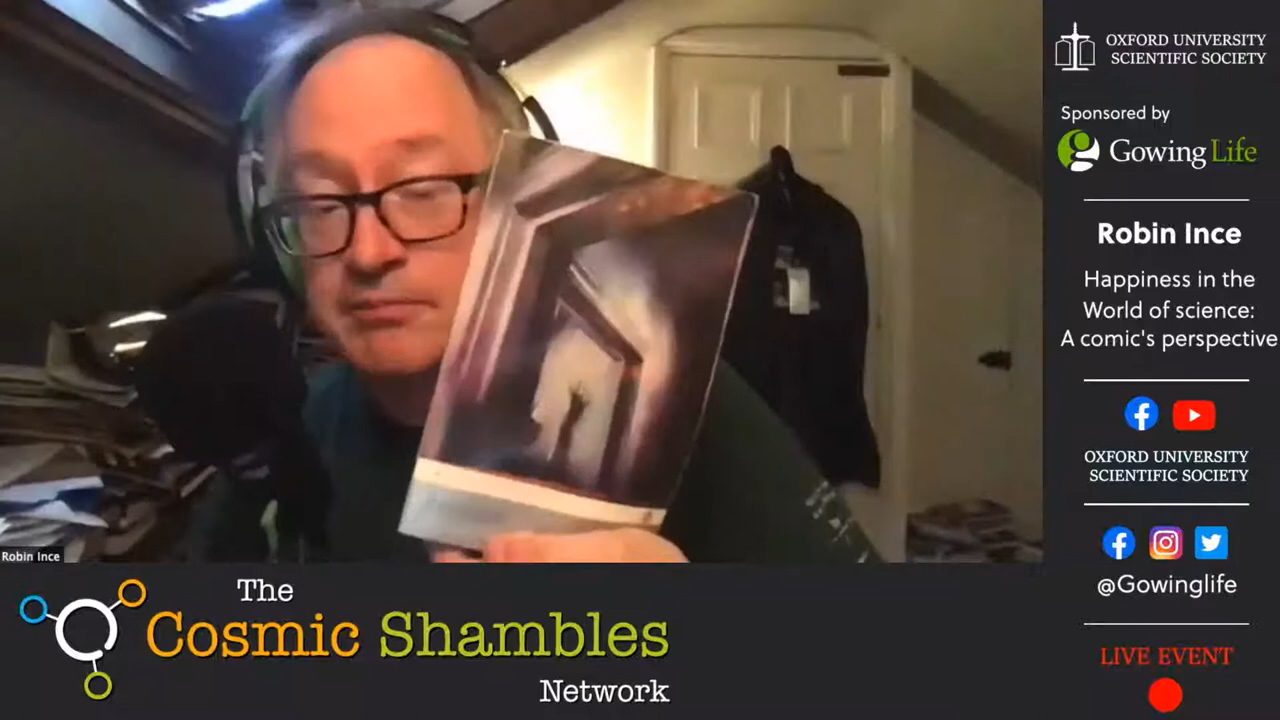 OXFORD UNIVERSITY
SCIENTIFIC SOCIETY
Sponsored by
Gowing Life
Robin Ince
Happiness in the
World of science:
A comic's perspective
OXFORD UNIVERSITY
SCIENTIFIC SOCIETY
@Gowinglife
LIVE EVENT
Robin Ince
The
Cosmic Shambles
Network